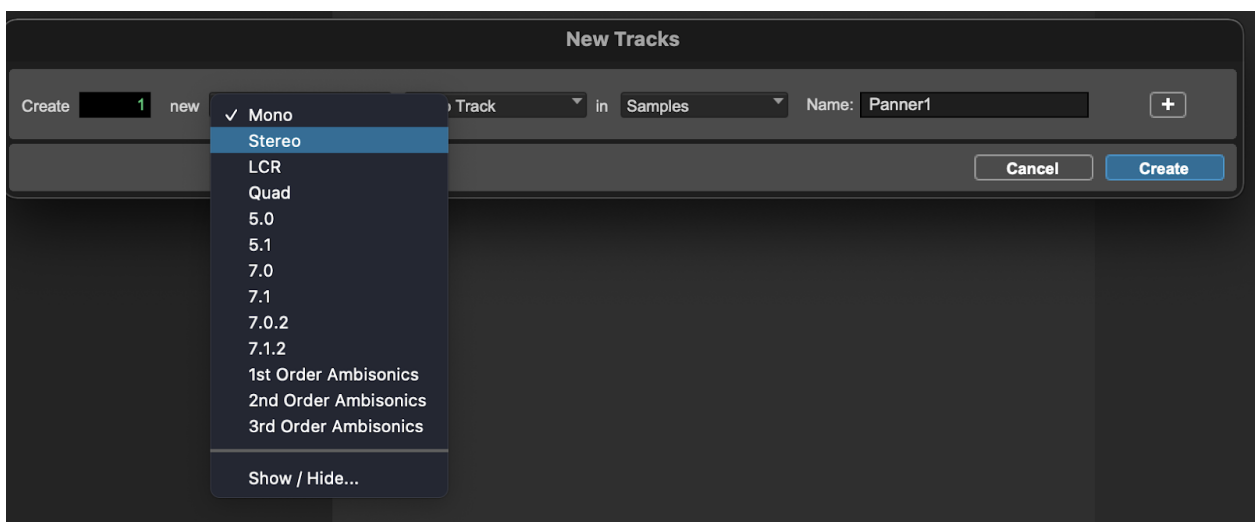 New Tracks
Create 1 new Track in Samples Name: Panner1 +
✓ Mono
Stereo
LCR
Quad
5.0
5.1
7.0
7.1
7.0.2
7.1.2
1st Order Ambisonics
2nd Order Ambisonics
3rd Order Ambisonics
Show / Hide...
Cancel Create